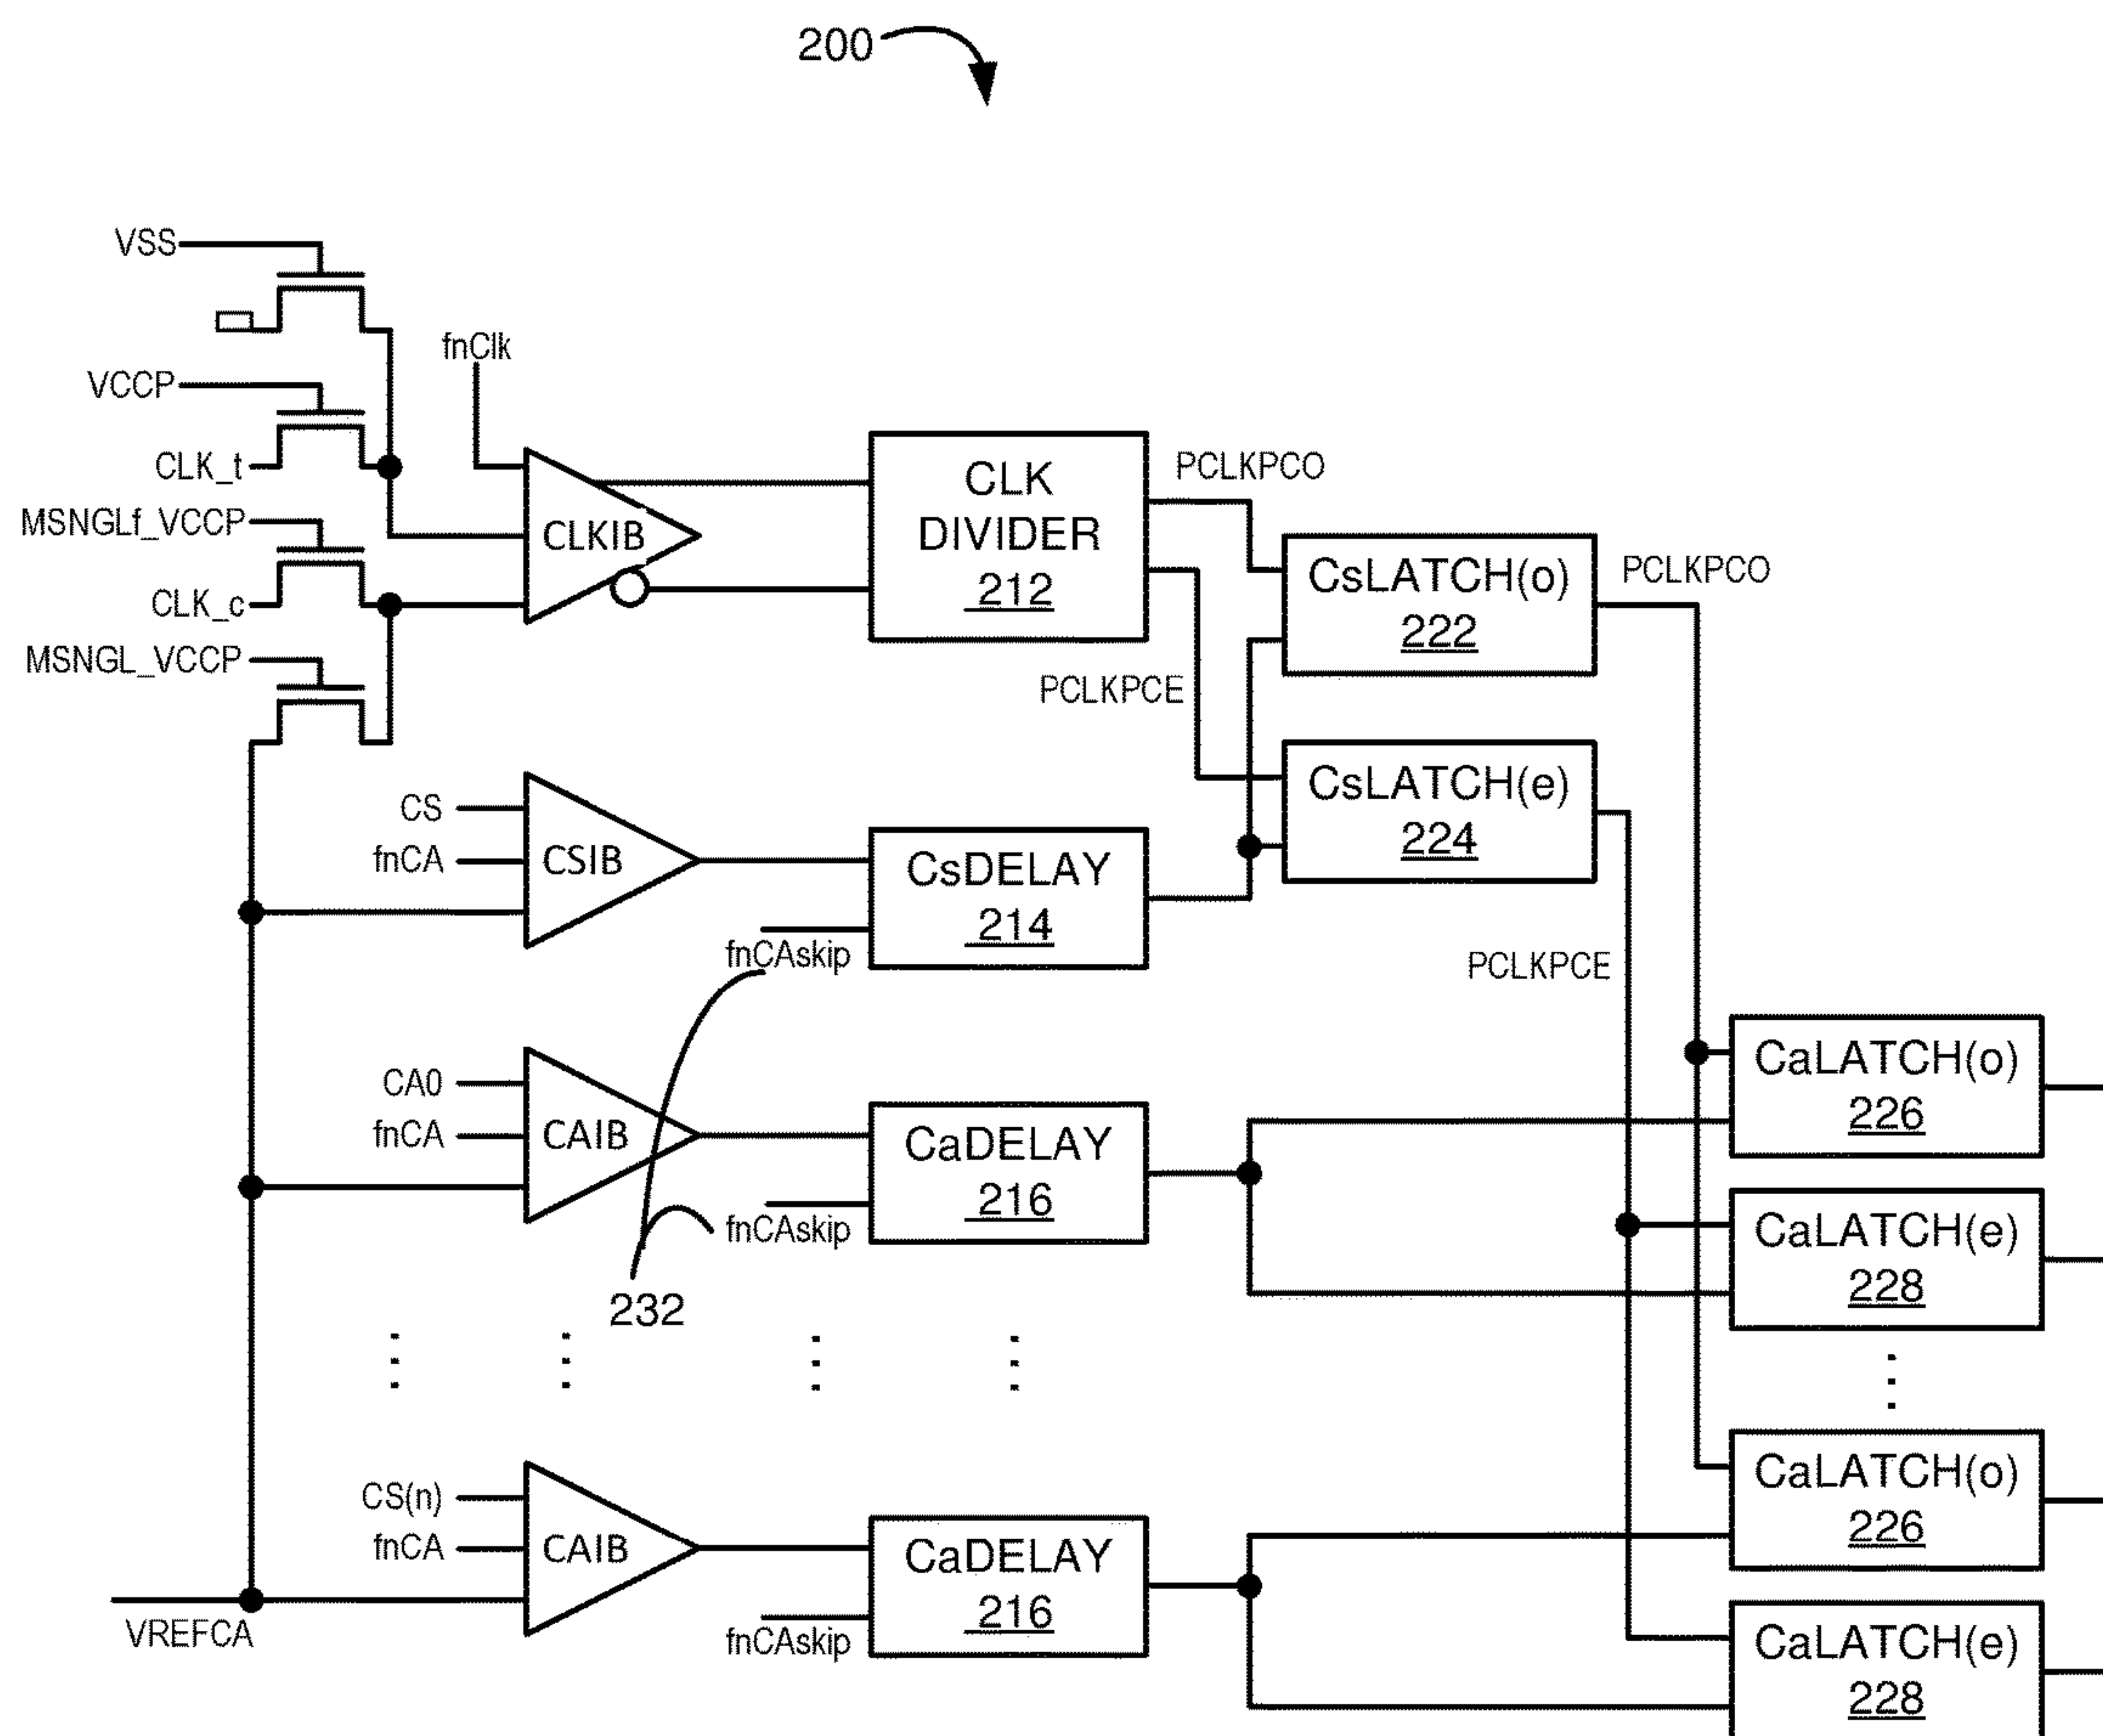 200
VSS
fnClk
VCCP
CLK_t
MSNGLf_VCCP
CLK_c
MSNGL_VCCP
CLKIB
CLK
DIVIDER
212
PCLKPCO
PCLKPCE
CsLATCH(o)
222
PCLKPCO
CsLATCH(e)
224
PCLKPCE
CS
fnCA
CSIB
CsDELAY
214
fnCAskip
CA0
fnCA
CAIB
CaDELAY
216
fnCAskip
232
CaLATCH(o)
226
CaLATCH(e)
228
CS(n)
fnCA
CAIB
CaDELAY
216
fnCAskip
VREFCA
CaLATCH(o)
226
CaLATCH(e)
228